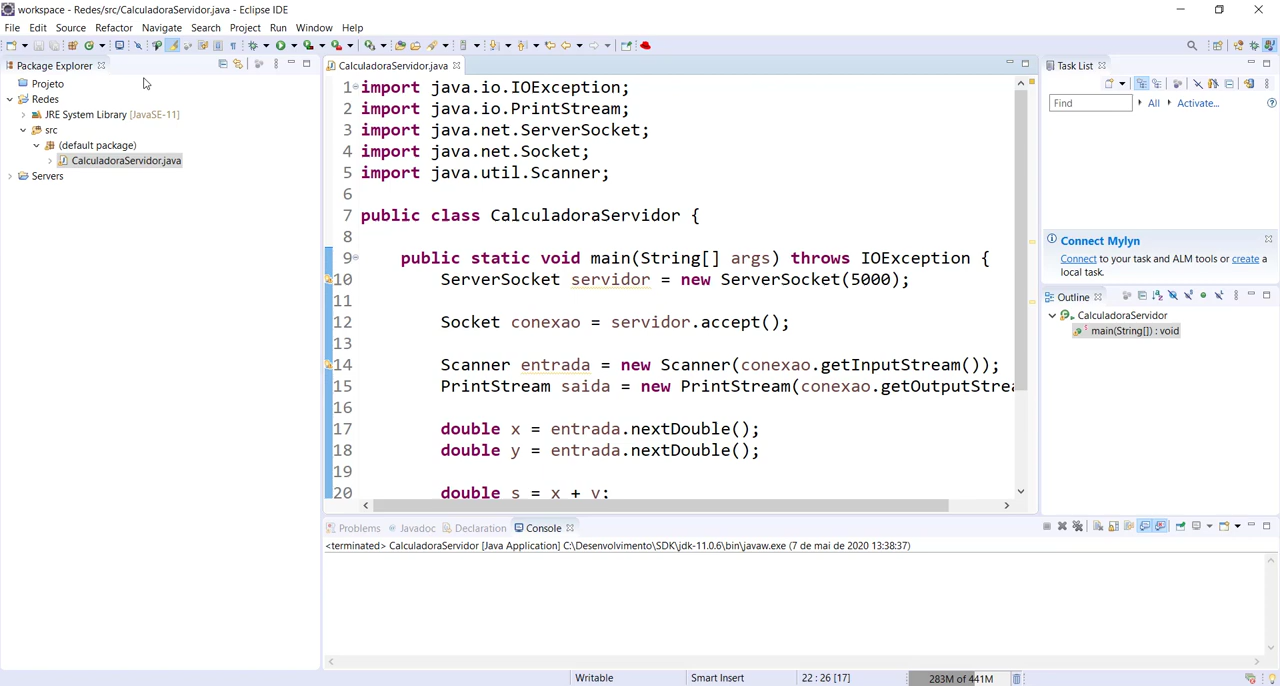 workspace - Redes/src/CalculadoraServidor.java - Eclipse IDE
File Edit Source Refactor Navigate Search Project Run Window Help
Package Explorer
Projeto
Redes
JRE System Library [JavaSE-11]
src
(default package)
CalculadoraServidor.java
Servers
CalculadoraServidor.java
1 import java.io.IOException;
2 import java.io.PrintStream;
3 import java.net.ServerSocket;
4 import java.net.Socket;
5 import java.util.Scanner;
6
7 public class CalculadoraServidor {
8
9 public static void main(String[] args) throws IOException {
10 ServerSocket servidor = new ServerSocket(5000);
11
12 Socket conexao = servidor.accept();
13
14 Scanner entrada = new Scanner(conexao.getInputStream());
15 PrintStream saida = new PrintStream(conexao.getOutputStrea
16
17 double x = entrada.nextDouble();
18 double y = entrada.nextDouble();
19
20 double s = x + y;
Task List
Find All Activate...
Connect Mylyn
Connect to your task and ALM tools or create a
local task.
Outline
CalculadoraServidor
main(String[]) : void
Problems Javadoc Declaration Console
<terminated> CalculadoraServidor [Java Application] C:\Desenvolvimento\SDK\jdk-11.0.6\bin\javaw.exe (7 de mai de 2020 13:38:37)
Writable Smart Insert 22 : 26 [17] 283M of 441M